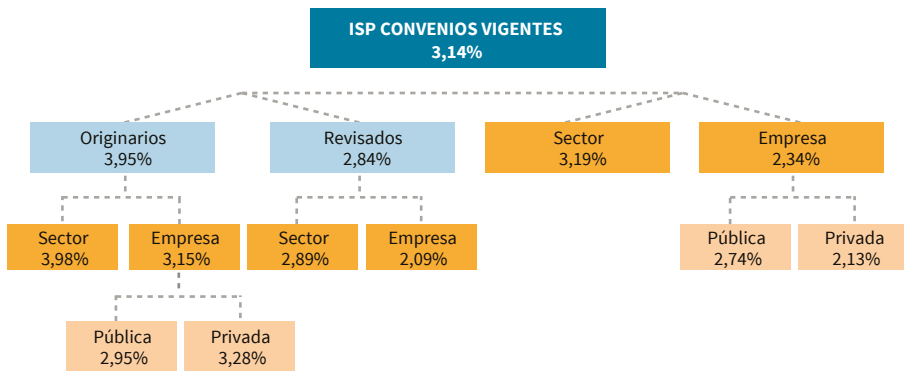 ISP CONVENIOS VIGENTES
3,14%
Originarios
3,95%
Revisados
2,84%
Sector
3,19%
Empresa
2,34%
Sector
3,98%
Empresa
3,15%
Sector
2,89%
Empresa
2,09%
Pública
2,74%
Privada
2,13%
Pública
2,95%
Privada
3,28%